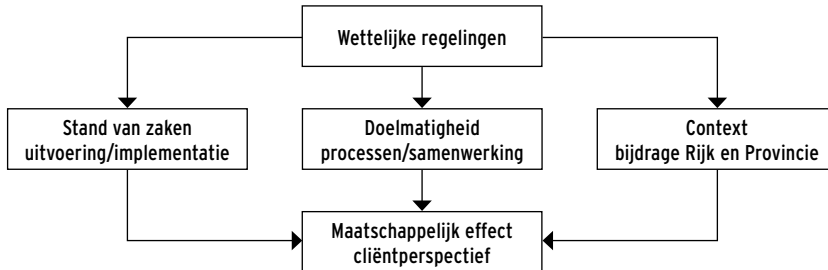 Wettelijke regelingen
Stand van zaken
uitvoering/implementatie
Doelmatigheid
processen/samenwerking
Context
bijdrage Rijk en Provincie
Maatschappelijk effect
cliëntperspectief